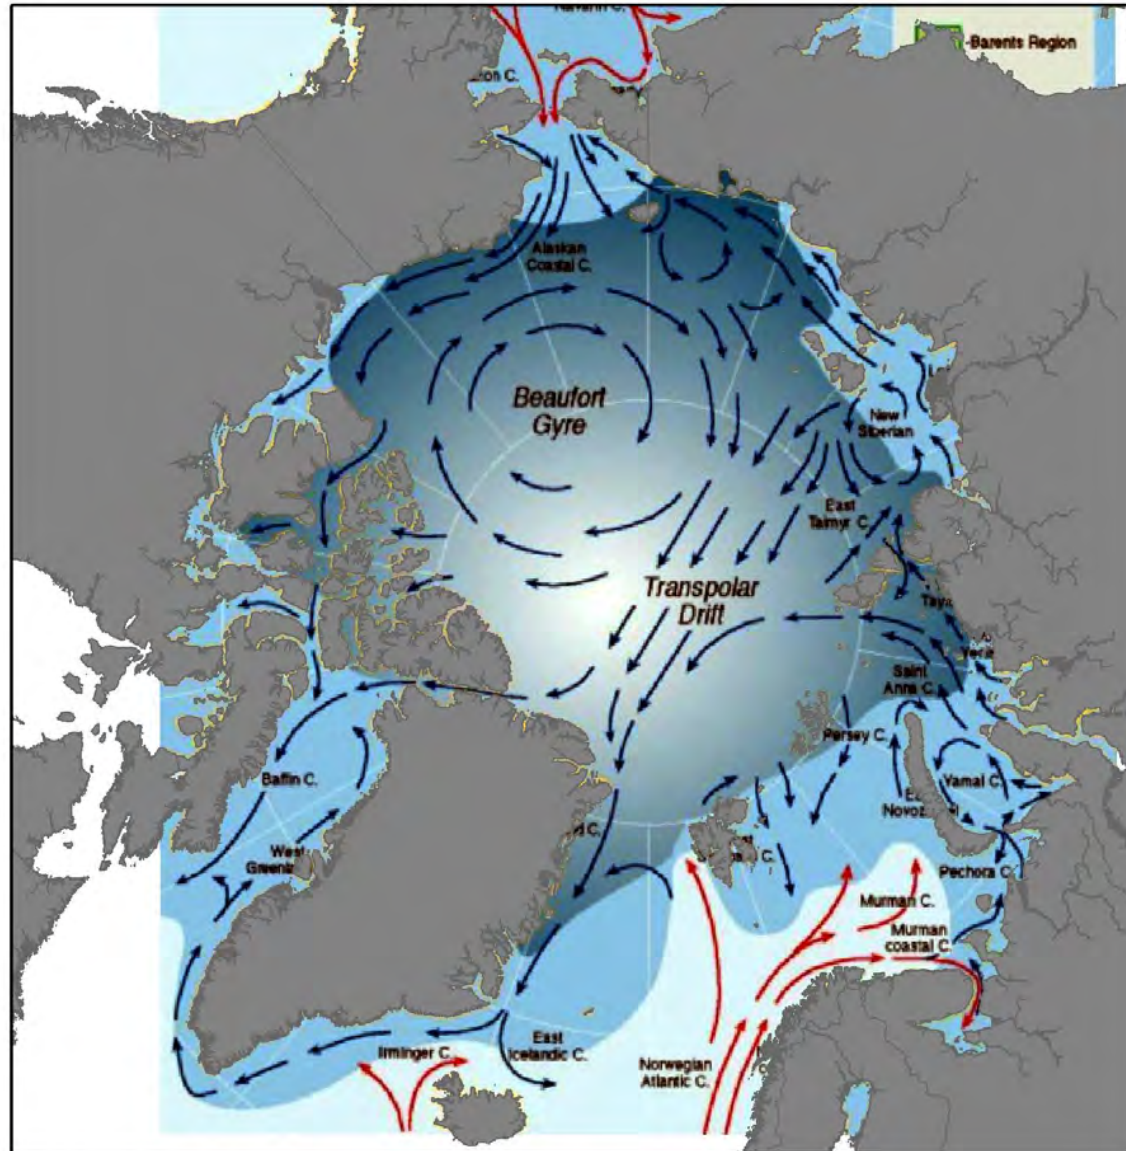 Navarin C.
-Barents Region
Alaskan
Coastal C.
Beaufort
Gyre
New
Siberian
East
Taimyr C.
Transpolar
Drift
Saint
Anna C.
Persey C.
Baffin C.
Yamal C.
West
Pechora C.
Murman C.
Murman
coastal C.
East
Icelandic C.
Irminger C.
Norwegian
Atlantic C.